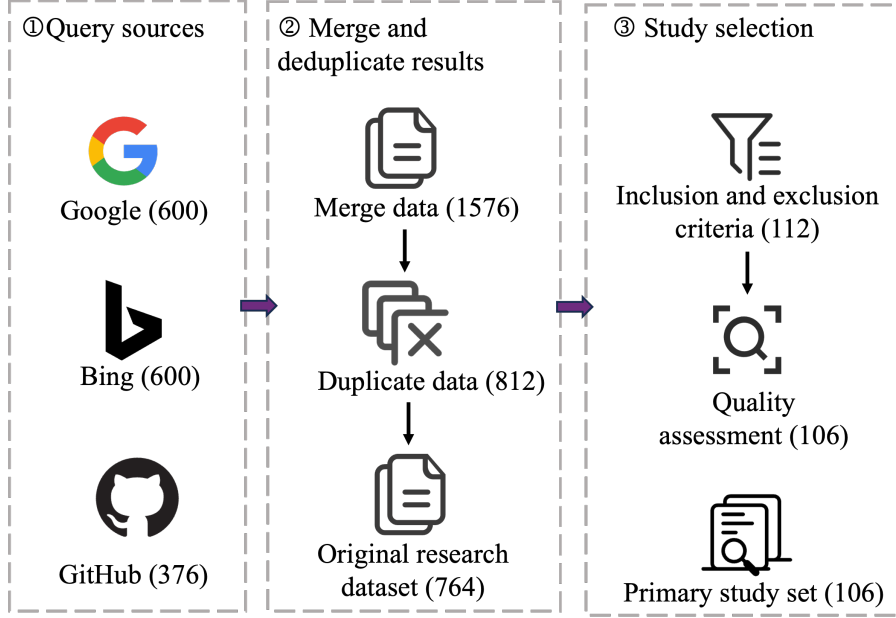 ①Query sources
Google (600)
Bing (600)
GitHub (376)
② Merge and
deduplicate results
Merge data (1576)
Duplicate data (812)
Original research
dataset (764)
③ Study selection
Inclusion and exclusion
criteria (112)
Quality
assessment (106)
Primary study set (106)